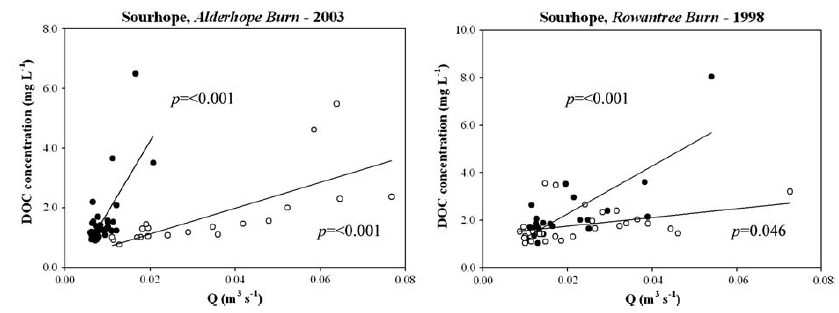 Sourhope, Alderhope Burn - 2003
8.0
6.0
4.0
2.0
0.0
DOC concentration (mg L⁻¹)
p=<0.001
p=<0.001
0.00
0.02
0.04
0.06
0.08
Q (m³ s⁻¹)
Sourhope, Rowantree Burn - 1998
10.0
8.0
6.0
4.0
2.0
0.0
DOC concentration (mg L⁻¹)
p=<0.001
p=0.046
0.00
0.02
0.04
0.06
0.08
Q (m³ s⁻¹)